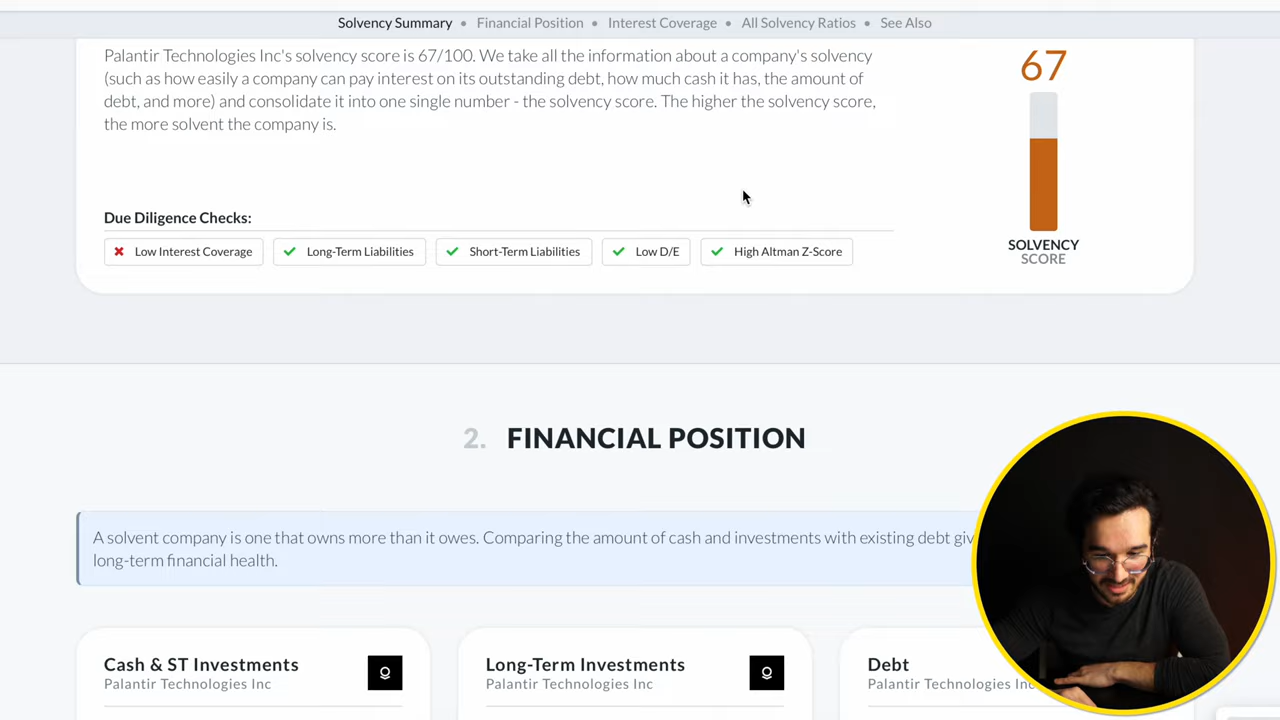 Solvency Summary • Financial Position • Interest Coverage • All Solvency Ratios • See Also
Palantir Technologies Inc's solvency score is 67/100. We take all the information about a company's solvency
(such as how easily a company can pay interest on its outstanding debt, how much cash it has, the amount of
debt, and more) and consolidate it into one single number - the solvency score. The higher the solvency score,
the more solvent the company is.
67
SOLVENCY
SCORE
Due Diligence Checks:
Low Interest Coverage Long-Term Liabilities Short-Term Liabilities Low D/E High Altman Z-Score
2. FINANCIAL POSITION
A solvent company is one that owns more than it owes. Comparing the amount of cash and investments with existing debt
long-term financial health.
Cash & ST Investments
Palantir Technologies Inc
Long-Term Investments
Palantir Technologies Inc
Debt
Palantir Technologies